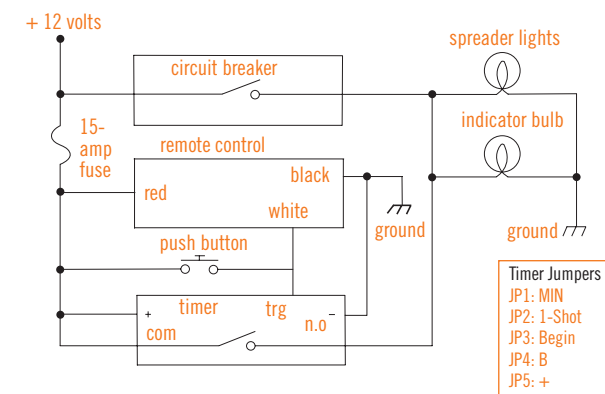 + 12 volts
spreader lights
circuit breaker
indicator bulb
15-
amp
fuse
remote control
black
red
white
ground
ground
push button
timer
trg
n.o
+
−
com
Timer Jumpers
JP1: MIN
JP2: 1-Shot
JP3: Begin
JP4: B
JP5: +